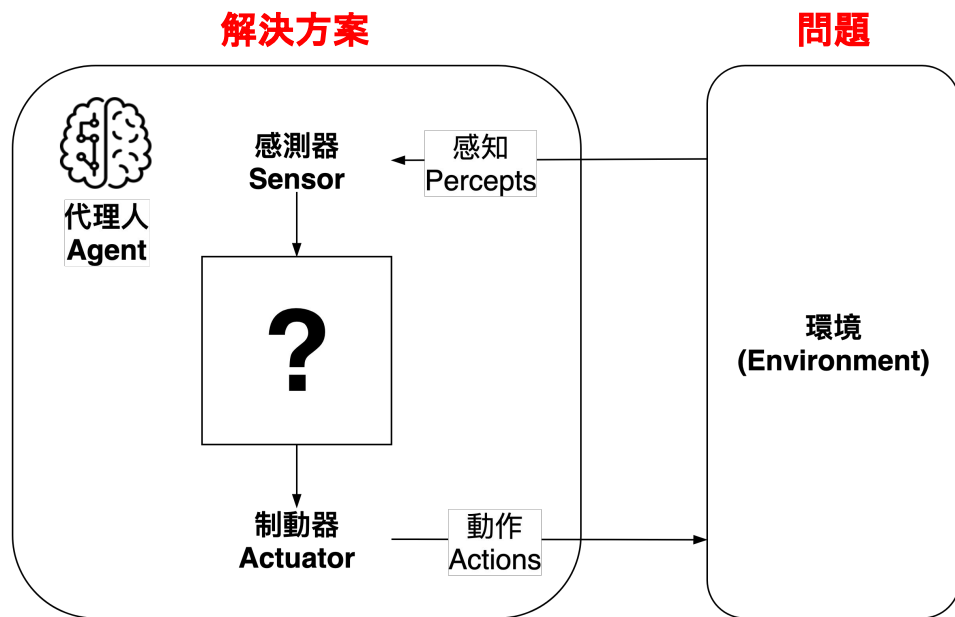 解決方案
問題
代理人
Agent
感測器
Sensor
感知
Percepts
?
制動器
Actuator
動作
Actions
環境
(Environment)